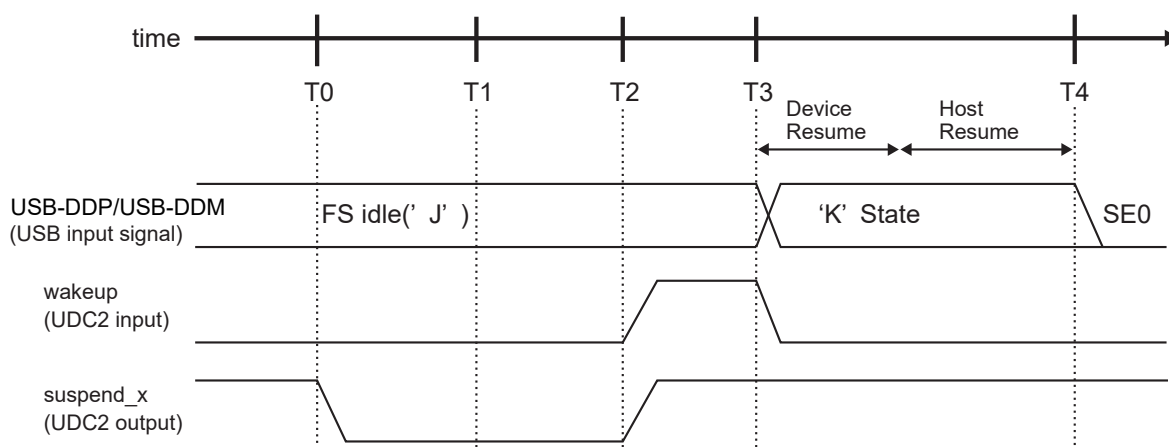 time
T0 T1 T2 T3 T4
Device Host
Resume Resume
USB-DDP/USB-DDM
(USB input signal)
FS idle(’ J’ ) ‘K’ State SE0
wakeup
(UDC2 input)
suspend_x
(UDC2 output)